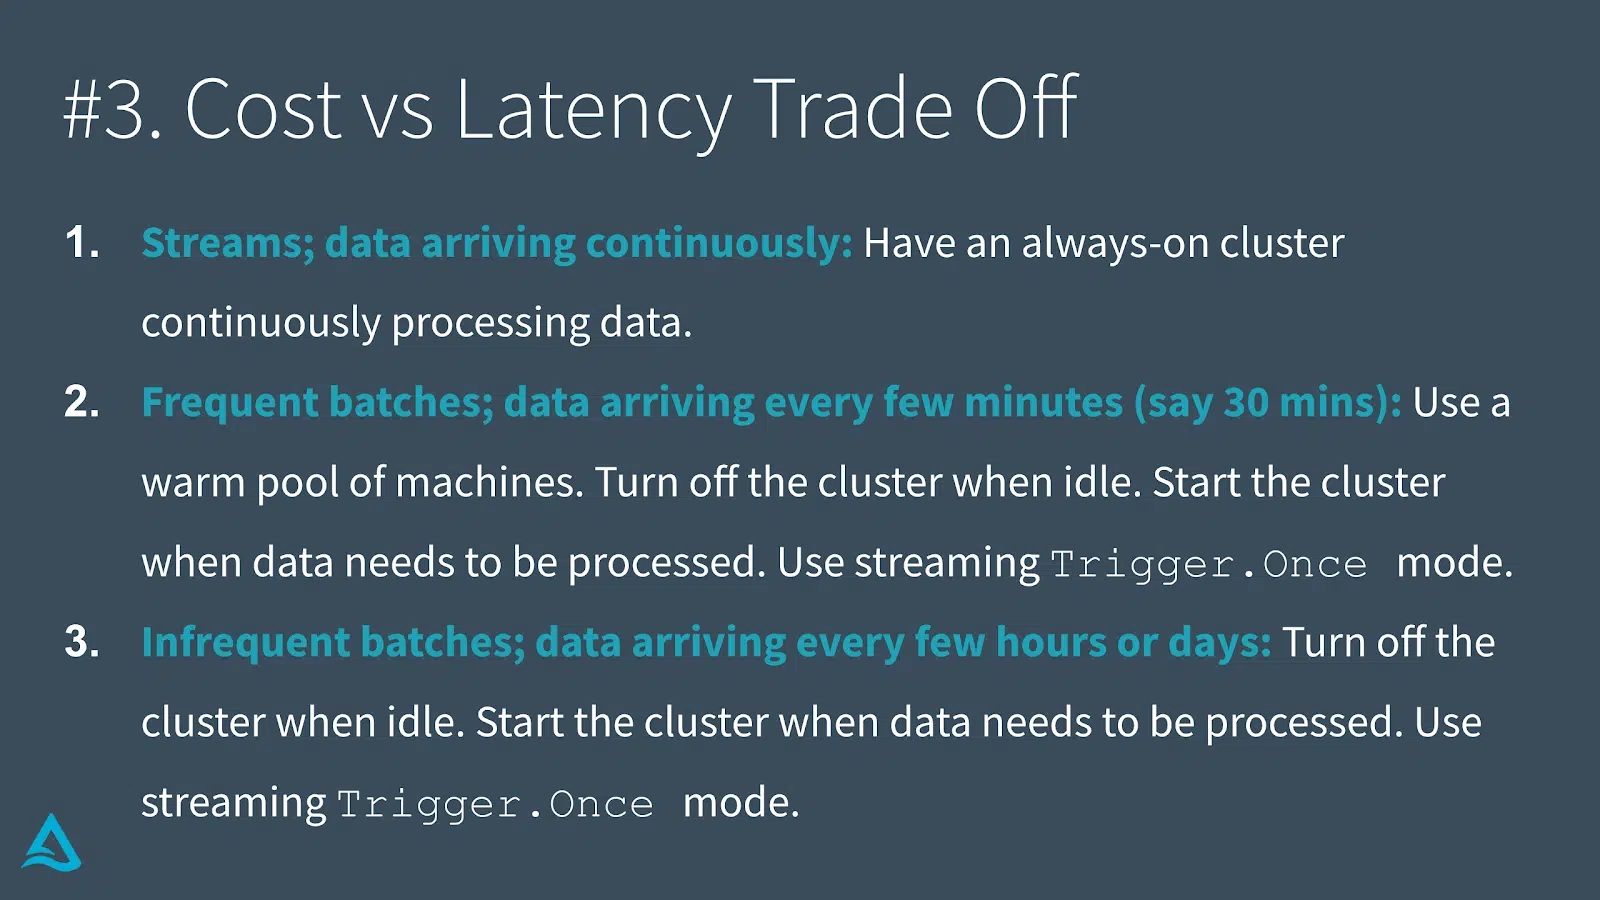 #3. Cost vs Latency Trade Off
1. Streams; data arriving continuously: Have an always-on cluster
continuously processing data.
2. Frequent batches; data arriving every few minutes (say 30 mins): Use a
warm pool of machines. Turn off the cluster when idle. Start the cluster
when data needs to be processed. Use streaming Trigger.Once mode.
3. Infrequent batches; data arriving every few hours or days: Turn off the
cluster when idle. Start the cluster when data needs to be processed. Use
streaming Trigger.Once mode.